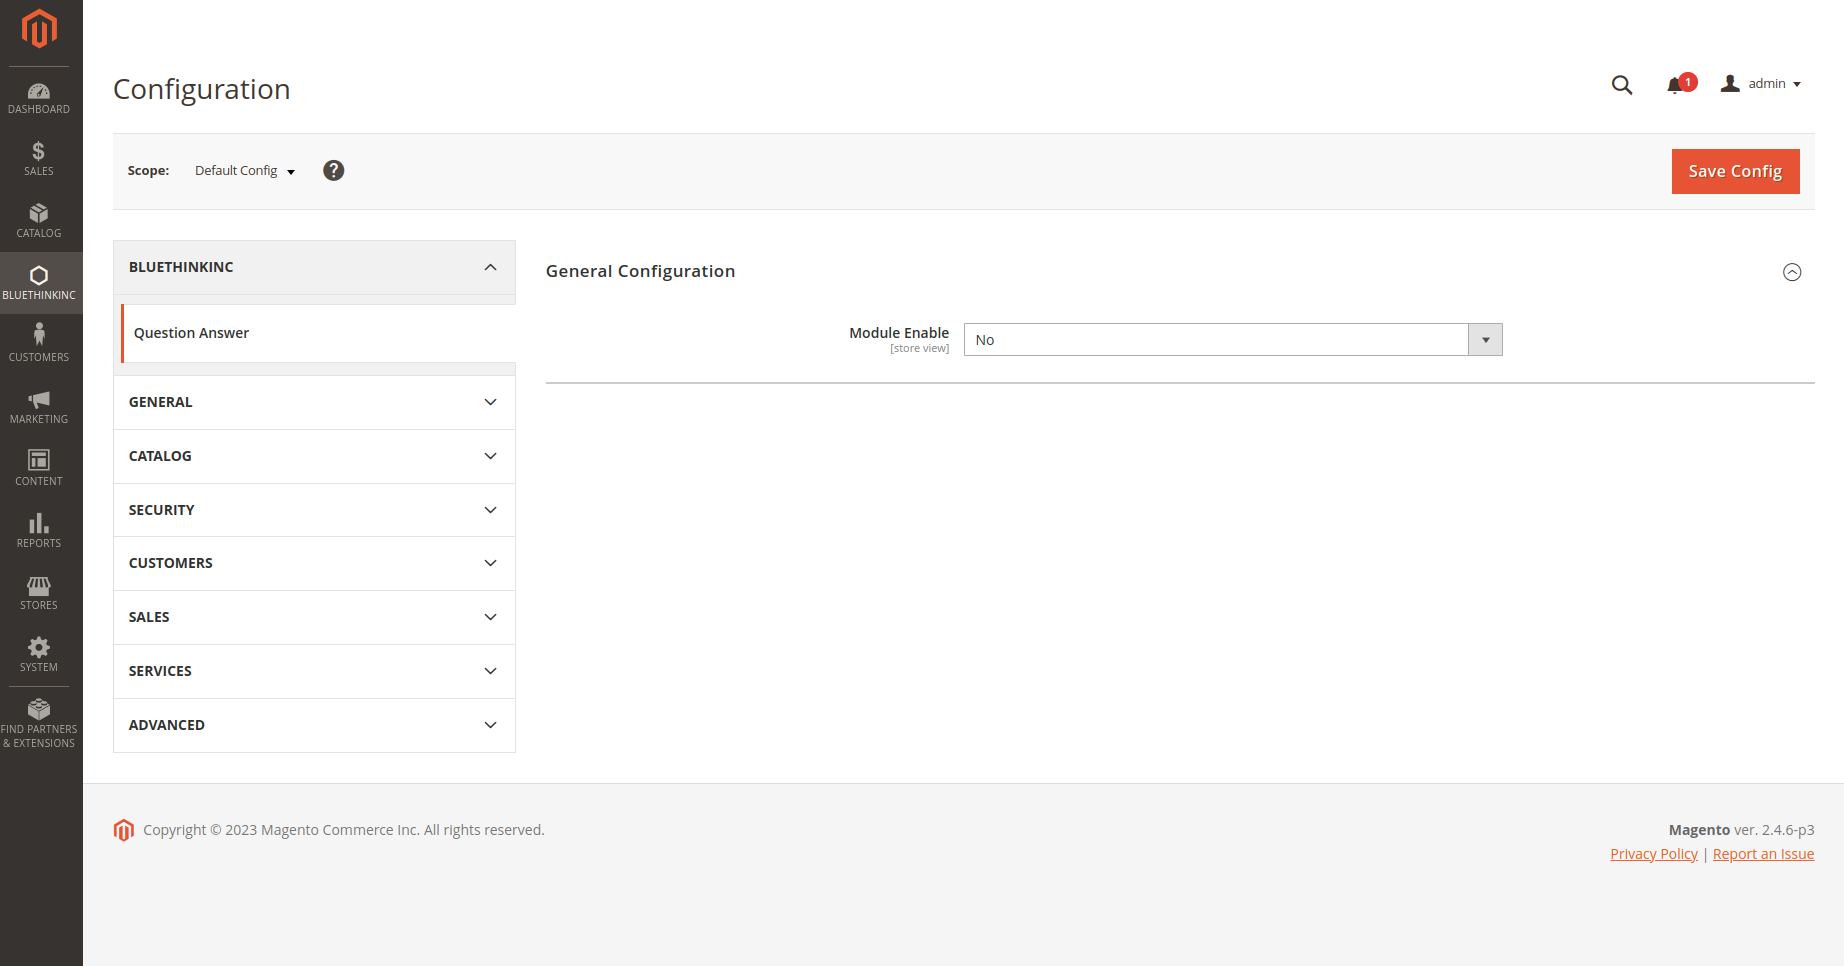 DASHBOARD
SALES
CATALOG
BLUETHINKINC
CUSTOMERS
MARKETING
CONTENT
REPORTS
STORES
SYSTEM
FIND PARTNERS
& EXTENSIONS
Configuration
1
admin
Scope:
Default Config
?
Save Config
BLUETHINKINC
Question Answer
GENERAL
CATALOG
SECURITY
CUSTOMERS
SALES
SERVICES
ADVANCED
General Configuration
Module Enable
[store view]
No
Copyright © 2023 Magento Commerce Inc. All rights reserved.
Magento ver. 2.4.6-p3
Privacy Policy | Report an Issue